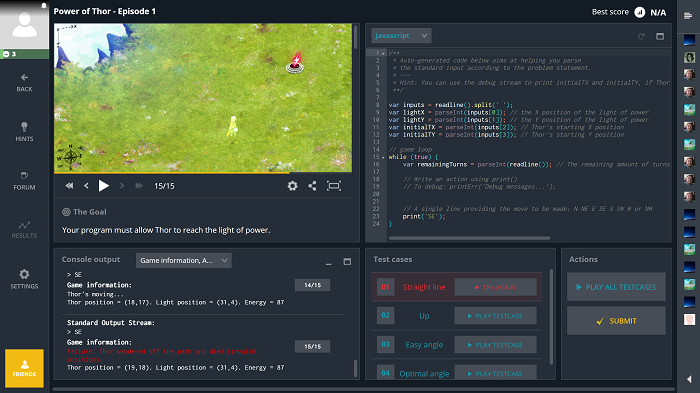 Power of Thor - Episode 1
Best score
N/A
3
BACK
HINTS
FORUM
RESULTS
SETTINGS
FRIENDS
15/15
The Goal
Your program must allow Thor to reach the light of power.
Javascript
1 /**
2 * Auto-generated code below aims at helping you parse
3 * the standard input according to the problem statement.
4 * ---
5 * Hint: You can use the debug stream to print initialTX and initialTY, if Thor
6 **/
7
8 var inputs = readline().split(' ');
9 var lightX = parseInt(inputs[0]); // the X position of the light of power
10 var lightY = parseInt(inputs[1]); // the Y position of the light of power
11 var initialTX = parseInt(inputs[2]); // Thor's starting X position
12 var initialTY = parseInt(inputs[3]); // Thor's starting Y position
13
14 // game loop
15 while (true) {
16 var remainingTurns = parseInt(readline()); // The remaining amount of turns
17
18 // Write an action using print()
19 // To debug: printErr('Debug messages...');
20
21
22 // A single line providing the move to be made: N NE E SE S SW W or NW
23 print('SE');
24 }
Console output
Game information, A...
> SE
Game information:
14/14
Thor's moving...
Thor position = (18,17). Light position = (31,4). Energy = 87
Standard Output Stream:
> SE
Game information:
15/15
Failure: Thor wandered off the path and died (invalid
position).
Thor position = (19,18). Light position = (31,4). Energy = 87
Test cases
01 Straight line TRY AGAIN
02 Up PLAY TESTCASE
03 Easy angle PLAY TESTCASE
04 Optimal angle PLAY TESTCASE
Actions
PLAY ALL TESTCASES
SUBMIT